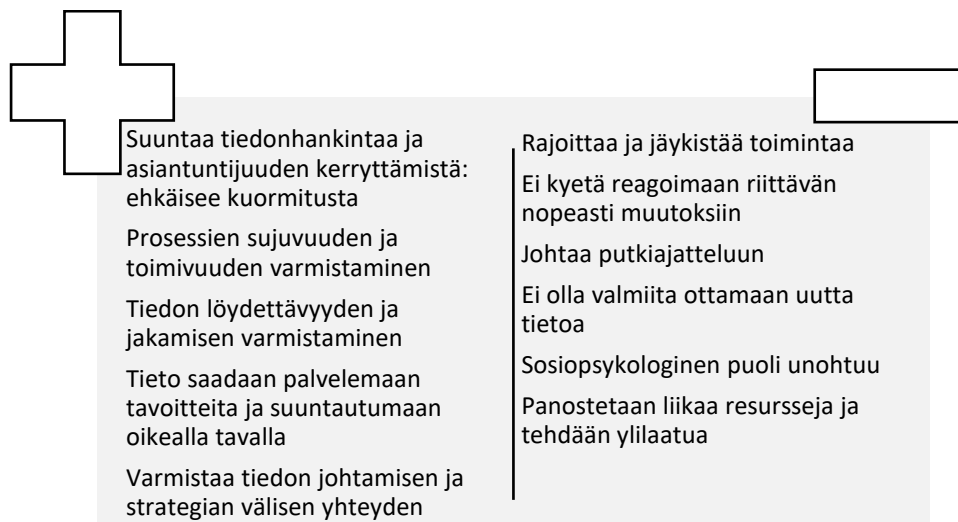 Suuntaa tiedonhankintaa ja
asiantuntijuuden kerryttämistä:
ehkäisee kuormitusta
Prosessien sujuvuuden ja
toimivuuden varmistaminen
Tiedon löydettävyyden ja
jakamisen varmistaminen
Tieto saadaan palvelemaan
tavoitteita ja suuntautumaan
oikealla tavalla
Varmistaa tiedon johtamisen ja
strategian välisen yhteyden
Rajoittaa ja jäykistää toimintaa
Ei kyetä reagoimaan riittävän
nopeasti muutoksiin
Johtaa putkiajatteluun
Ei olla valmiita ottamaan uutta
tietoa
Sosiopsykologinen puoli unohtuu
Panostetaan liikaa resursseja ja
tehdään ylilaatua